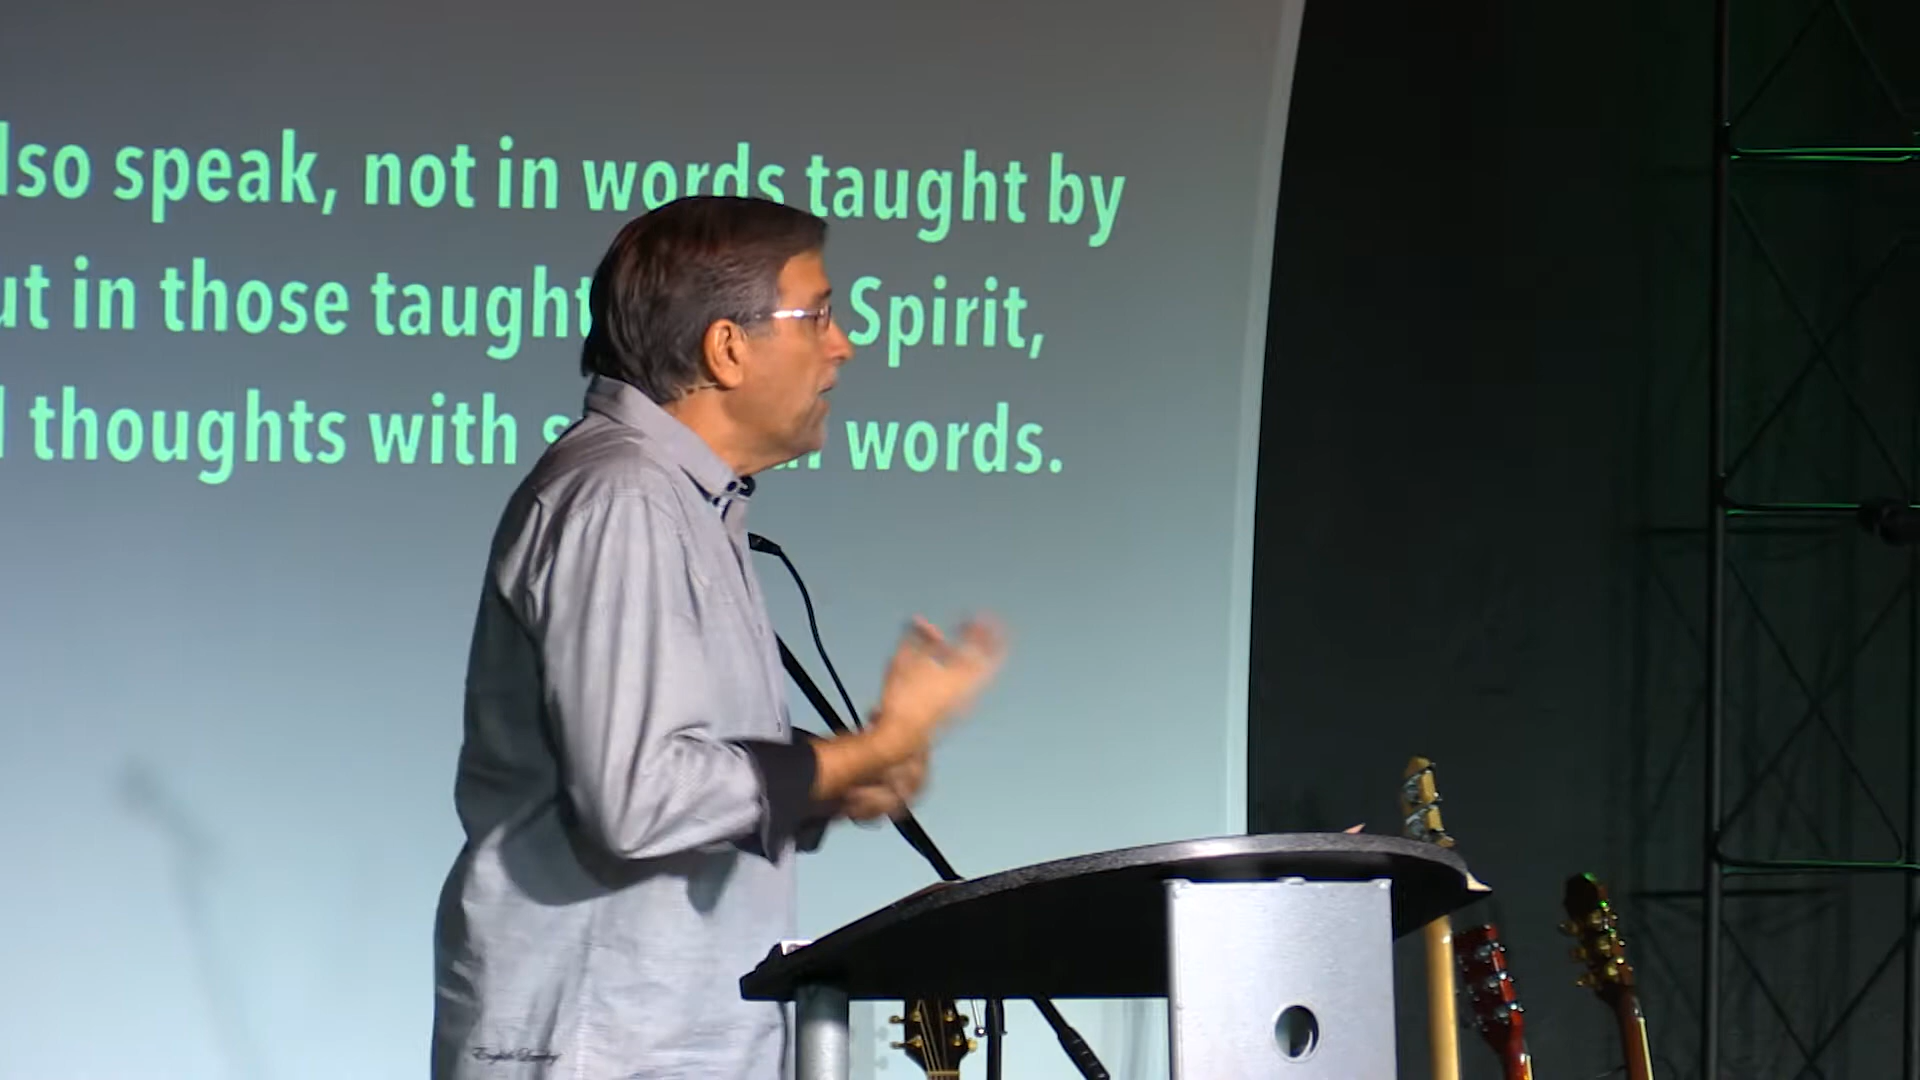 lso speak, not in words taught by
ut in those taught Spirit,
thoughts with words.